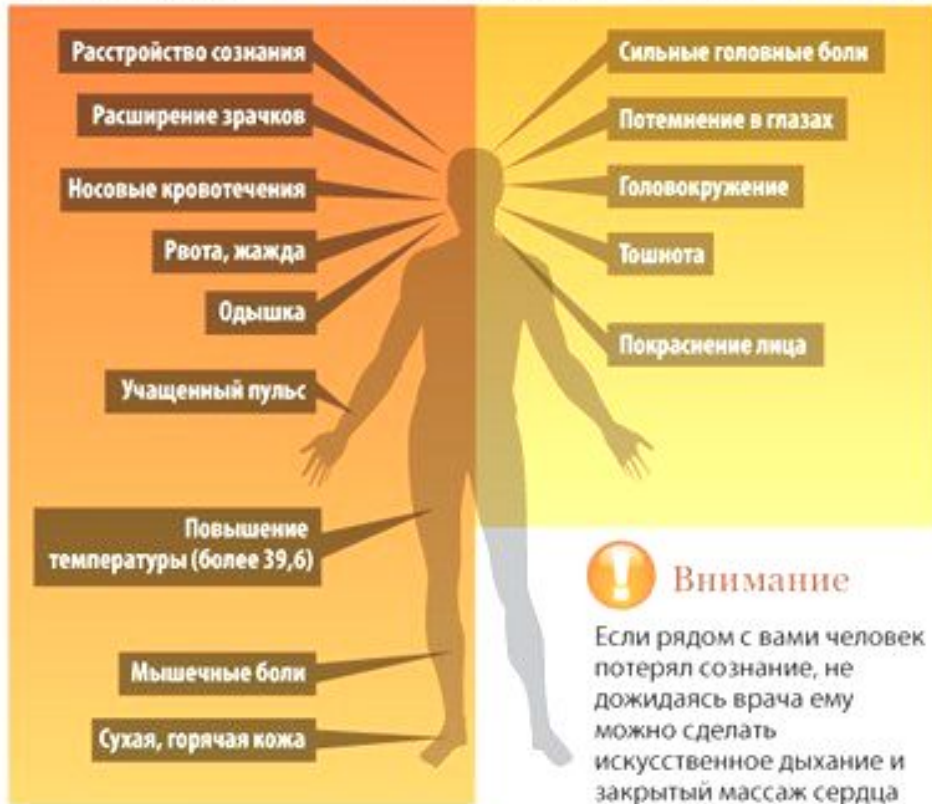 Расстройство сознания
Расширение зрачков
Носовые кровотечения
Рвота, жажда
Одышка
Учащенный пульс
Повышение
температуры (более 39,6)
Мышечные боли
Сухая, горячая кожа
Сильные головные боли
Потемнение в глазах
Головокружение
Тошнота
Покраснение лица
! Внимание
Если рядом с вами человек
потерял сознание, не
дожидаясь врача ему
можно сделать
искусственное дыхание и
закрытый массаж сердца